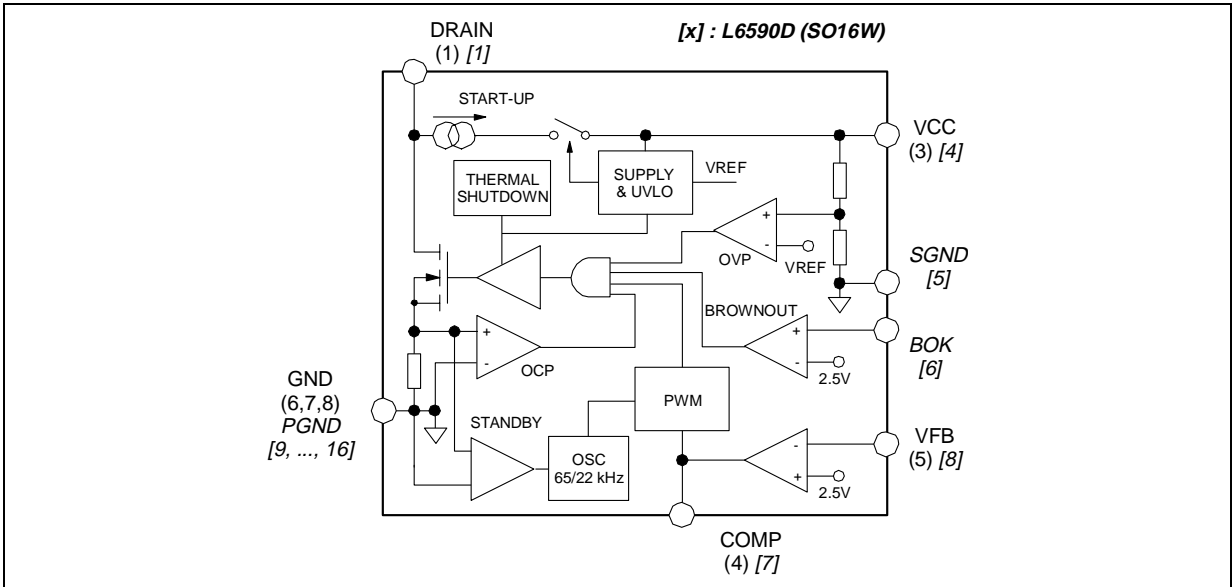 DRAIN
(1) [1]
[x] : L6590D (SO16W)
START-UP
VCC
(3) [4]
THERMAL
SHUTDOWN
SUPPLY
& UVLO
VREF
+
-
OVP
VREF
SGND
[5]
BROWNOUT
+
-
2.5V
BOK
[6]
+
-
OCP
GND
(6,7,8)
PGND
[9, ..., 16]
PWM
STANDBY
OSC
65/22 kHz
-
+
2.5V
VFB
(5) [8]
COMP
(4) [7]